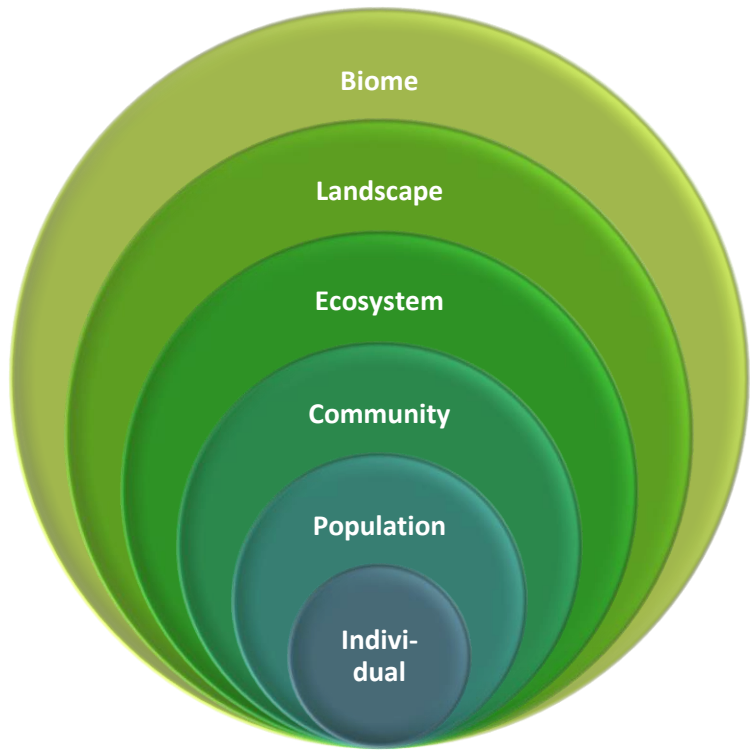 Biome
Landscape
Ecosystem
Community
Population
Indivi-
dual